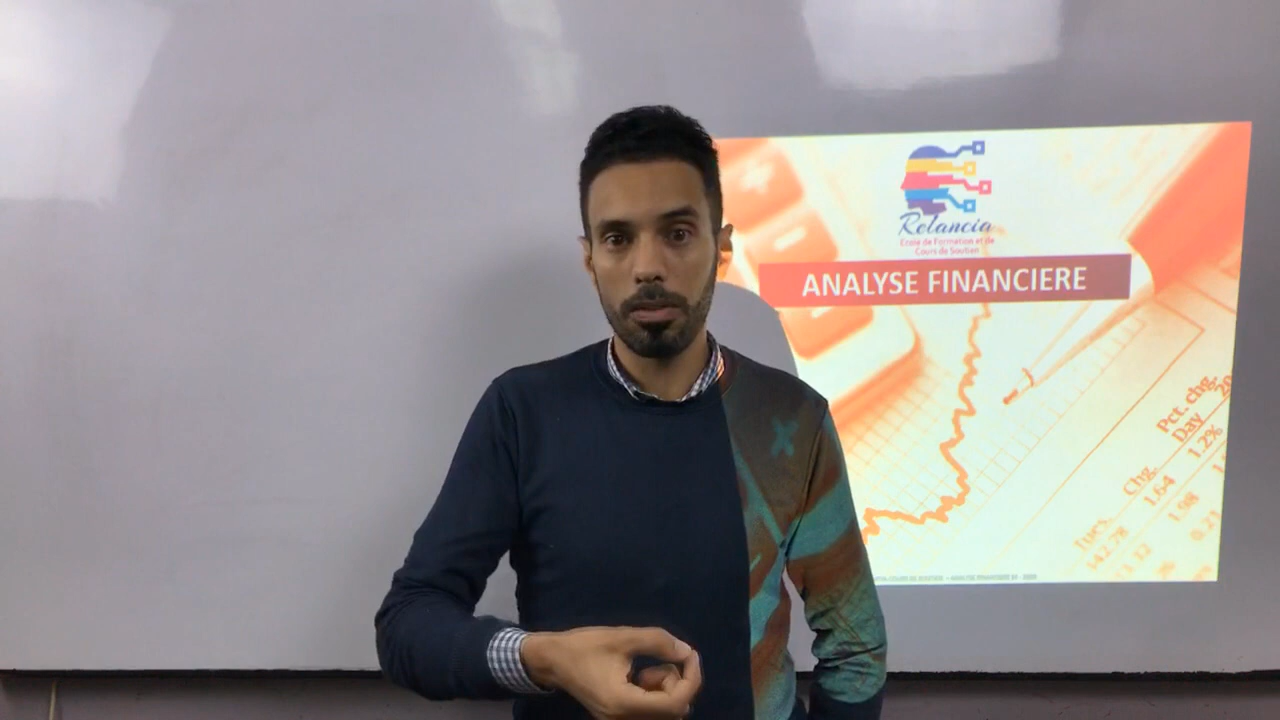 Relancia
Ecole de Formation et de
Cours de Soutien
ANALYSE FINANCIERE
Pct. chg.
Day
1.2%
Chg.
1.64
1.98
0.21
Tues.